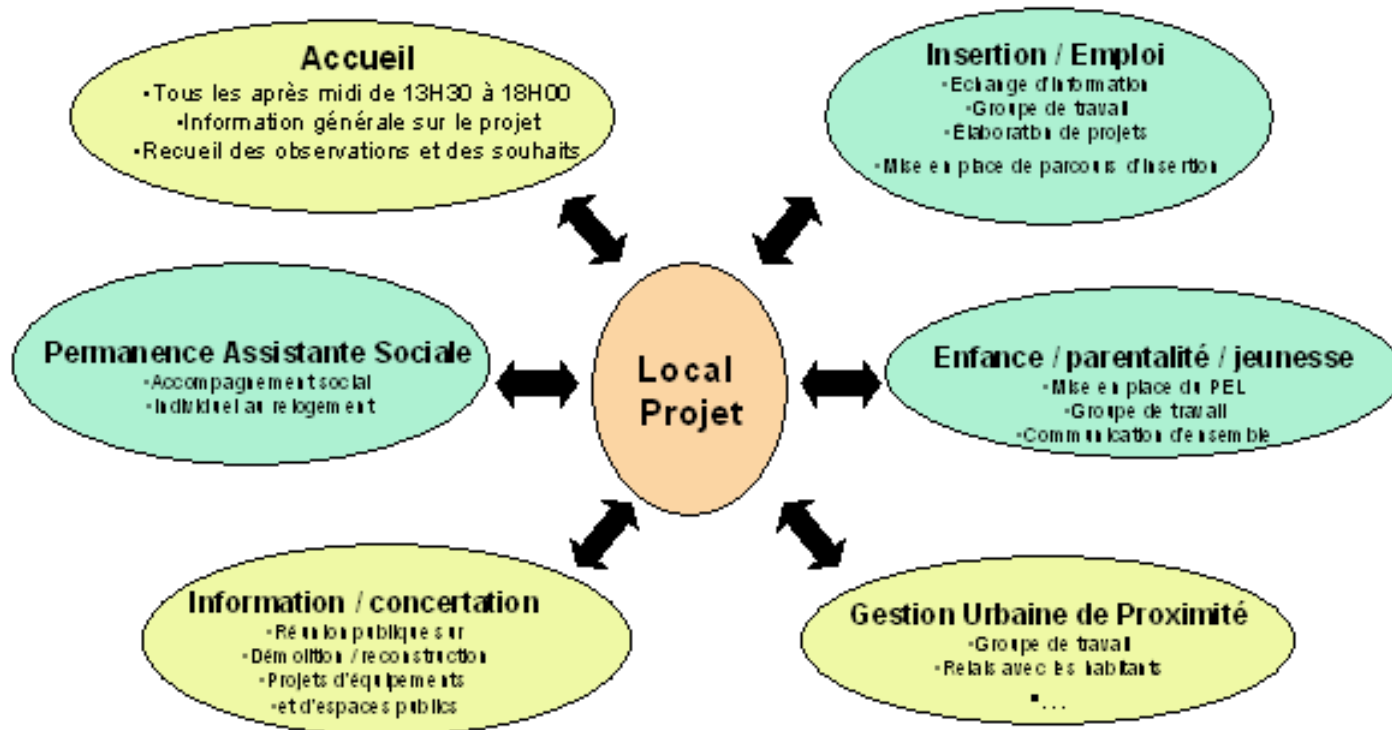 Accueil
•Tous les après midi de 13H30 à 18H00
•Information générale sur le projet
•Recueil des observations et des souhaits
Insertion / Emploi
•Echange d'information
•Groupe de travail
•Élaboration de projets
•Mise en place de parcours d'insertion
Permanence Assistante Sociale
•Accompagnement social
•Individuel au relogement
Local
Projet
Enfance / parentalité / jeunesse
•Mise en place du PEL
•Groupe de travail
•Communication d'ensemble
Information / concertation
•Réunion publique sur
•Démolition / reconstruction
•Projets d'équipements
•et d'espaces publics
Gestion Urbaine de Proximité
•Groupe de travail
•Relais avec les habitants
•...